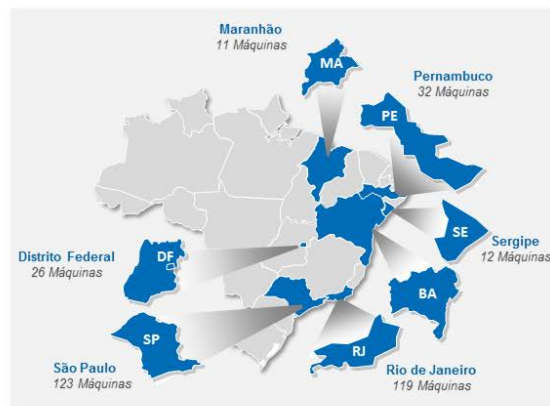 Maranhão
11 Máquinas
MA
Pernambuco
32 Máquinas
PE
Distrito Federal
26 Máquinas
DF
SE
Sergipe
12 Máquinas
BA
SP
São Paulo
123 Máquinas
RJ
Rio de Janeiro
119 Máquinas